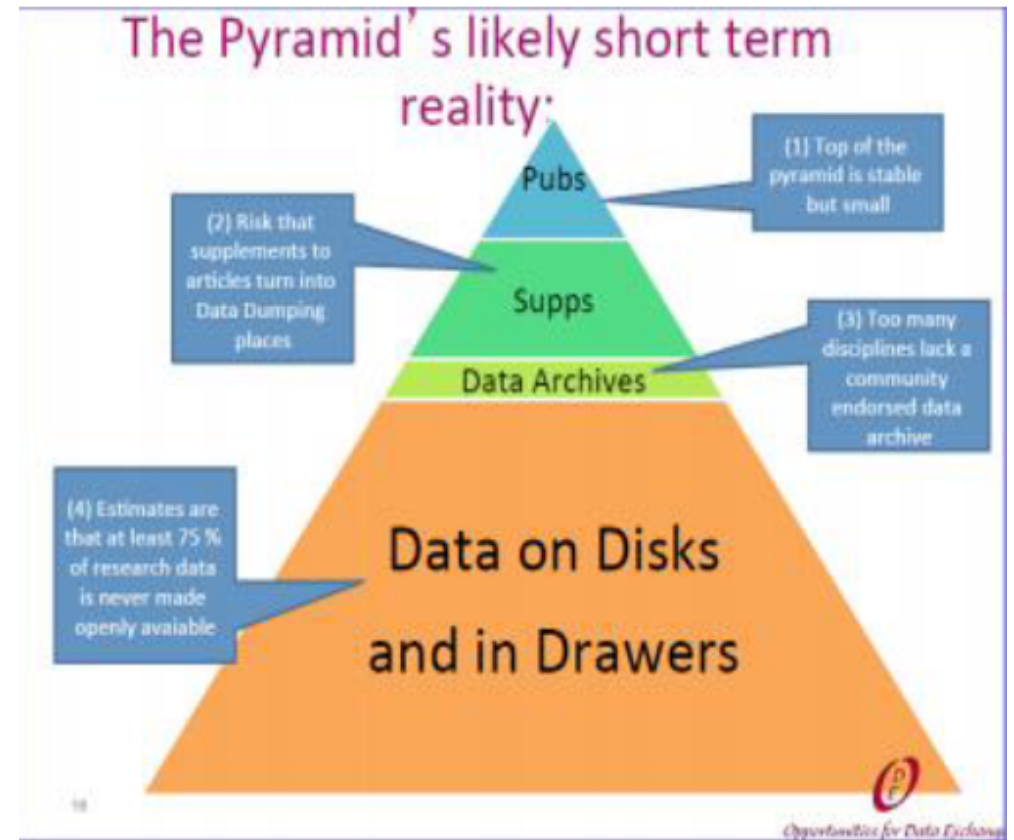 The Pyramid's likely short term
reality:
Pubs
(1) Top of the
pyramid is stable
but small
(2) Risk that
supplements to
articles turn into
Data Dumping
places
Supps
(3) Too many
disciplines lack a
community
endorsed data
archive
Data Archives
(4) Estimates are
that at least 75 %
of research data
is never made
openly avaiable
Data on Disks
and in Drawers
Opportunities for Data Exchang